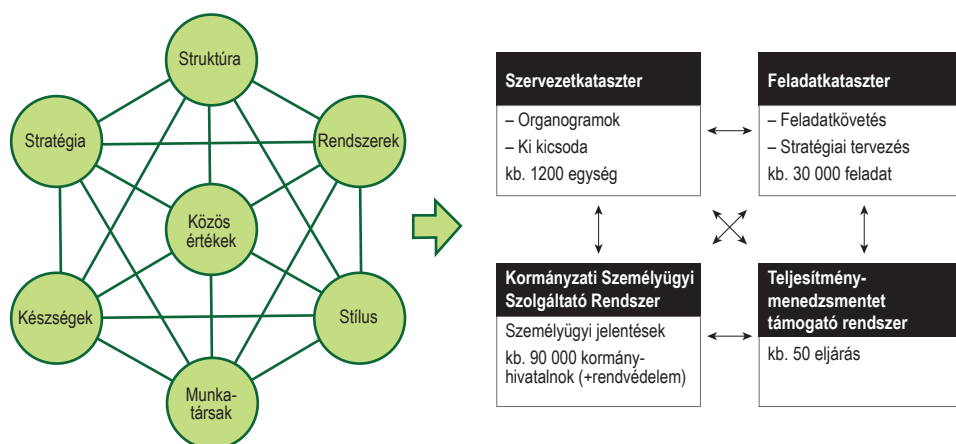 Struktúra
Stratégia
Rendszerek
Közös
értékek
Készségek
Stílus
Munka-
társak
Szervezetkataszter
– Organogramok
– Ki kicsoda
kb. 1200 egység
Feladatkataszter
– Feladatkövetés
– Stratégiai tervezés
kb. 30 000 feladat
Kormányzati Személyügyi
Szolgáltató Rendszer
Személyügyi jelentések
kb. 90 000 kormány-
hivatalnok (+rendvédelem)
Teljesítmény-
menedzsmentet
támogató rendszer
kb. 50 eljárás